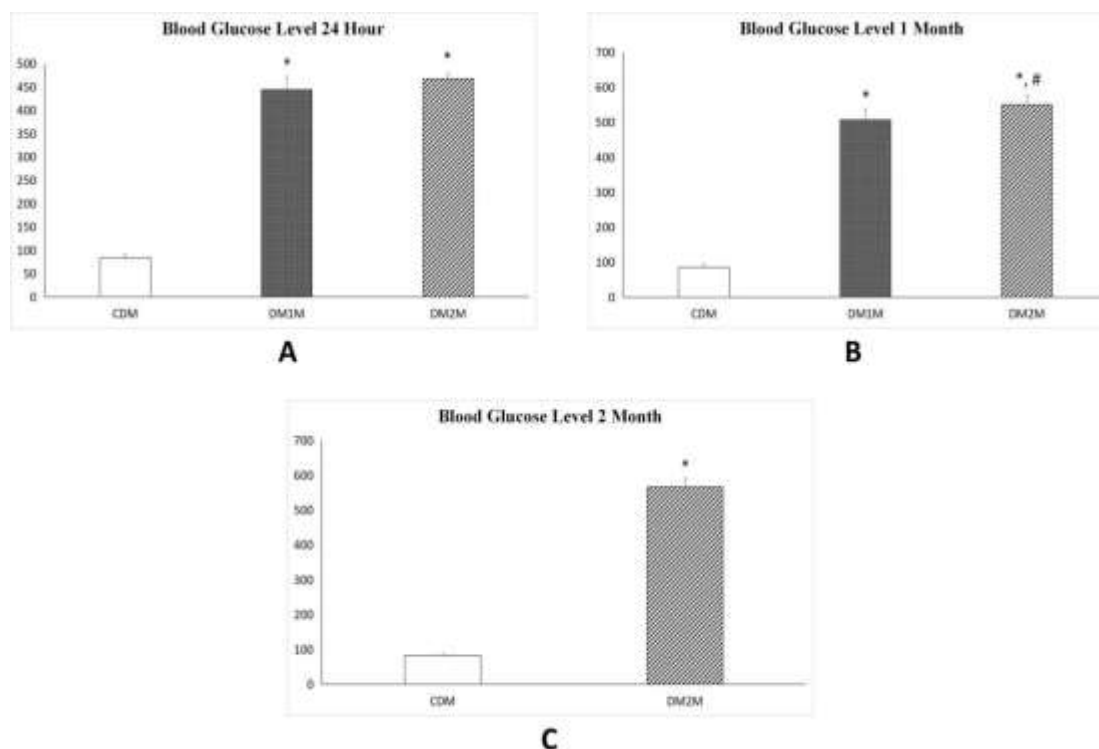 Blood Glucose Level 24 Hour
500
*
*
450
400
350
300
250
200
150
100
50
0
CDM
DM1M
DM2M
A
Blood Glucose Level 1 Month
700
*, #
600
*
500
400
300
200
100
0
CDM
DM1M
DM2M
B
Blood Glucose Level 2 Month
700
*
600
500
400
300
200
100
0
CDM
DM2M
C